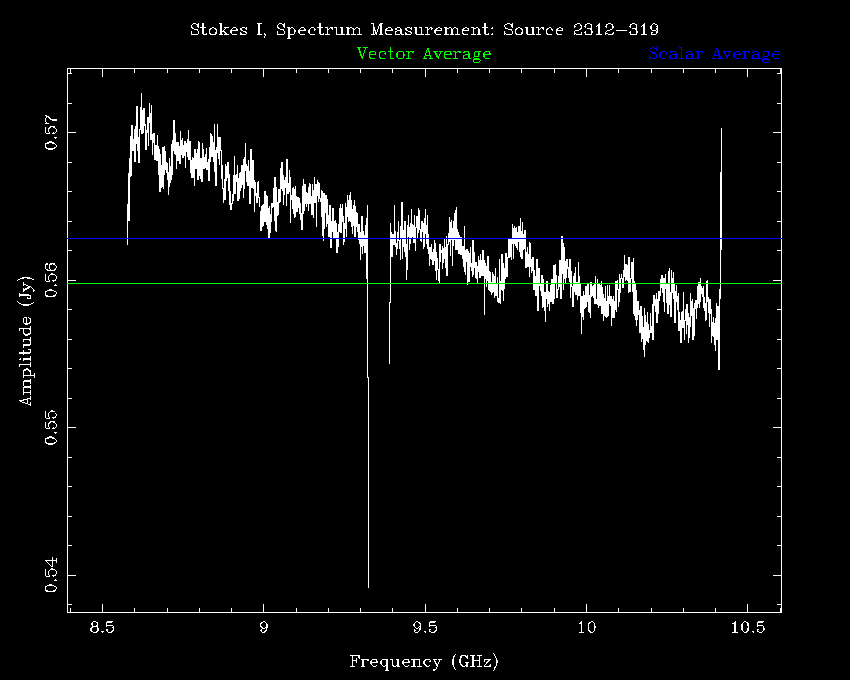 Stokes I, Spectrum Measurement: Source 2312-319
Vector Average Scalar Average
0.57
0.56
0.55
0.54
Amplitude (Jy)
8.5 9 9.5 10 10.5
Frequency (GHz)